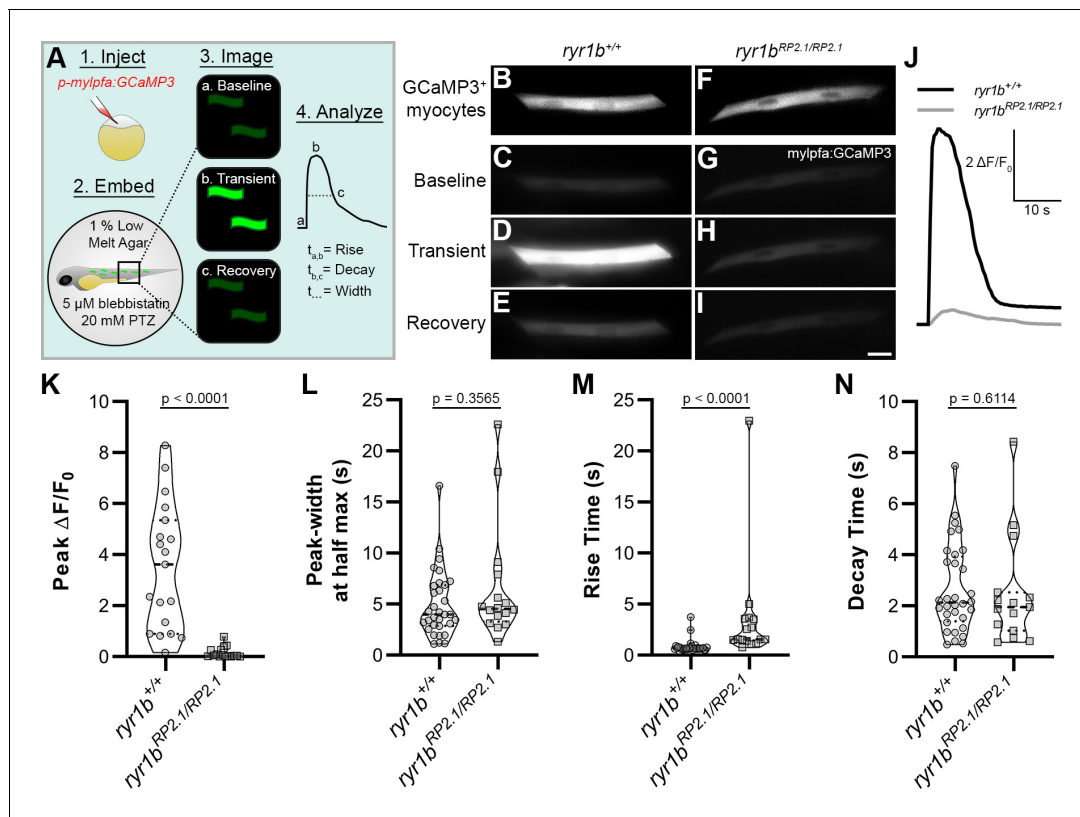 A
1. Inject
p-mylpfa:GCaMP3
2. Embed
1 % Low
Melt Agar
5 µM blebbistatin
20 mM PTZ
3. Image
a. Baseline
b. Transient
c. Recovery
4. Analyze
b
c
a
t a,b = Rise
t b,c = Decay
t ... = Width
ryr1b+/+
ryr1bRP2.1/RP2.1
GCaMP3+
myocytes
B
F
Baseline
C
G
mylpfa:GCaMP3
Transient
D
H
Recovery
E
I
J
ryr1b+/+
ryr1bRP2.1/RP2.1
2 ΔF/F0
10 s
K
p < 0.0001
Peak ΔF/F0
10
8
6
4
2
0
ryr1b+/+
ryr1bRP2.1/RP2.1
L
p = 0.3565
Peak-width
at half max (s)
25
20
15
10
5
0
ryr1b+/+
ryr1bRP2.1/RP2.1
M
p < 0.0001
Rise Time (s)
25
20
15
10
5
0
ryr1b+/+
ryr1bRP2.1/RP2.1
N
p = 0.6114
Decay Time (s)
10
8
6
4
2
0
ryr1b+/+
ryr1bRP2.1/RP2.1